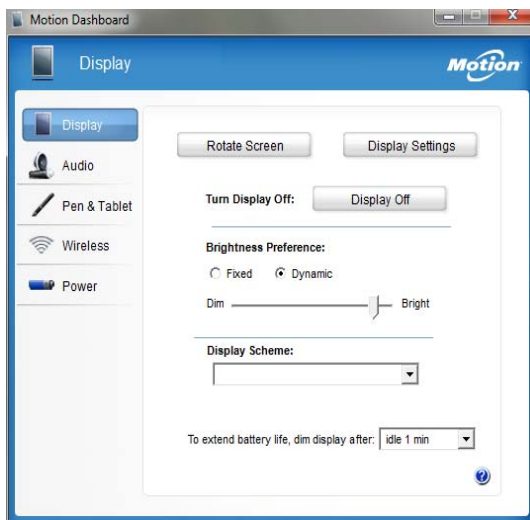 Motion Dashboard
Display
Motion
Display
Audio
Pen & Tablet
Wireless
Power
Rotate Screen
Display Settings
Turn Display Off:
Display Off
Brightness Preference:
Fixed
Dynamic
Dim
Bright
Display Scheme:
To extend battery life, dim display after:
idle 1 min
?